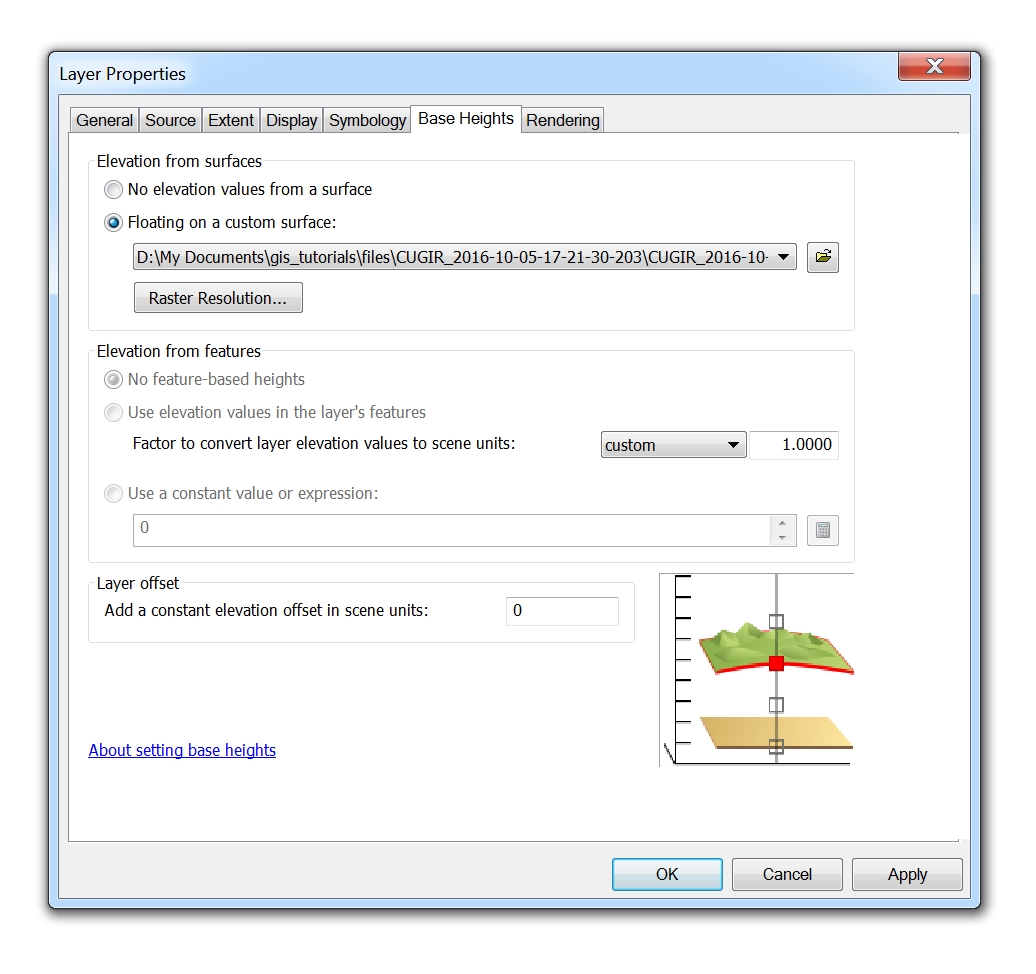 Layer Properties
General Source Extent Display Symbology Base Heights Rendering
Elevation from surfaces
No elevation values from a surface
Floating on a custom surface:
D:\My Documents\gis_tutorials\files\CUGIR_2016-10-05-17-21-30-203\CUGIR_2016-10-
Raster Resolution...
Elevation from features
No feature-based heights
Use elevation values in the layer's features
Factor to convert layer elevation values to scene units: custom 1.0000
Use a constant value or expression:
0
Layer offset
Add a constant elevation offset in scene units: 0
About setting base heights
OK Cancel Apply